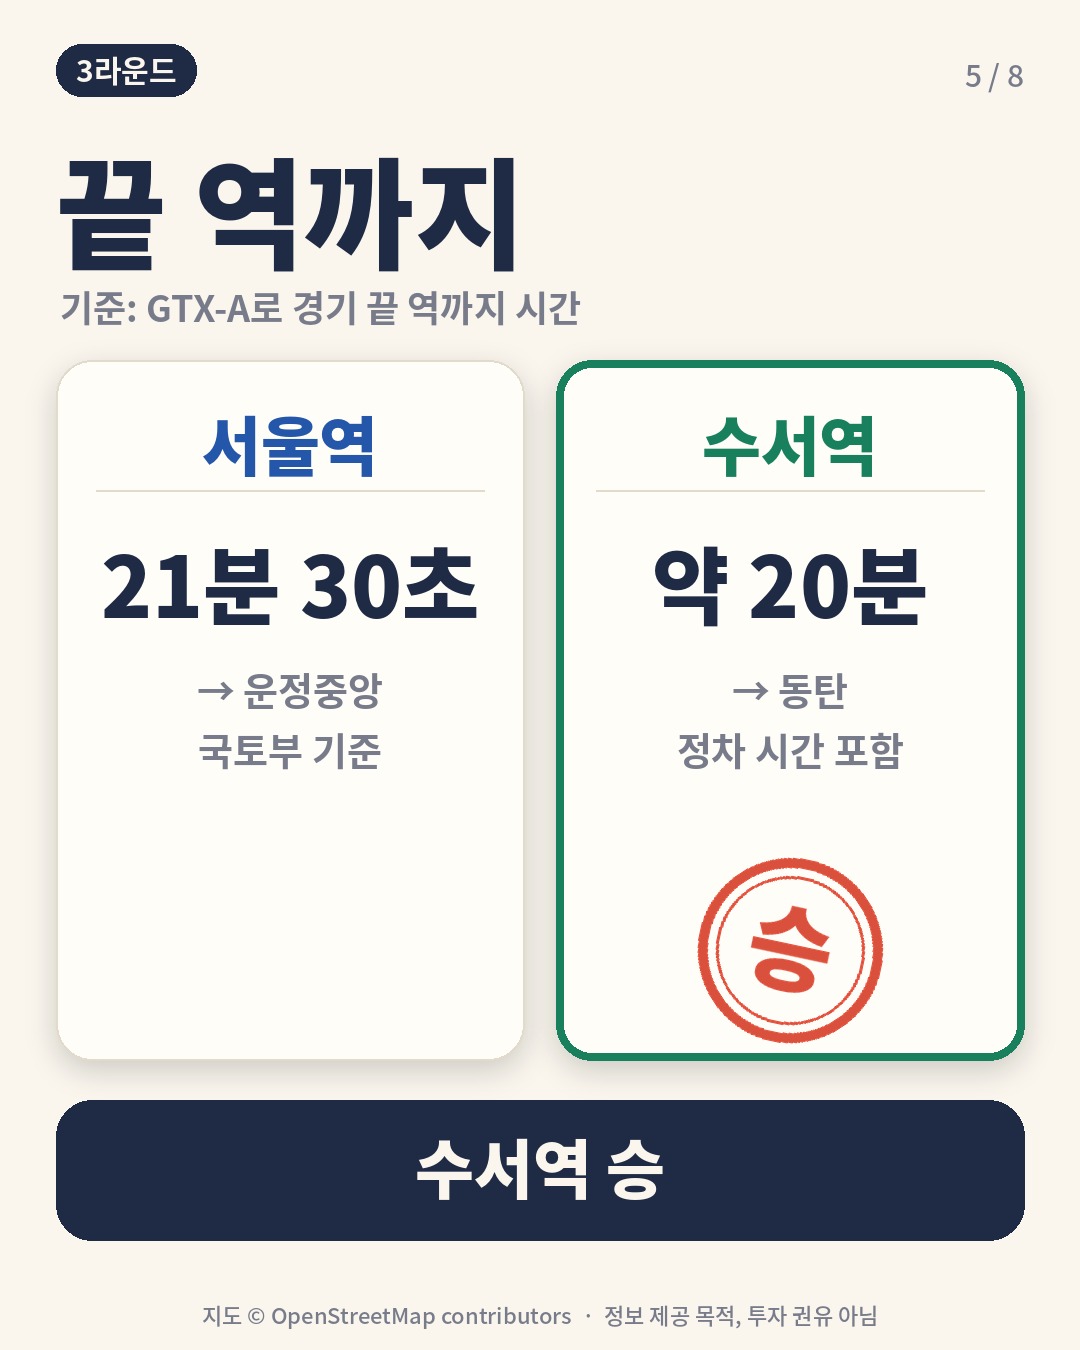 3라운드
5 / 8
끝 역까지
기준: GTX-A로 경기 끝 역까지 시간
서울역
21분 30초
→ 운정중앙
국토부 기준
수서역
약 20분
→ 동탄
정차 시간 포함
승
수서역 승
지도 © OpenStreetMap contributors · 정보 제공 목적, 투자 권유 아님